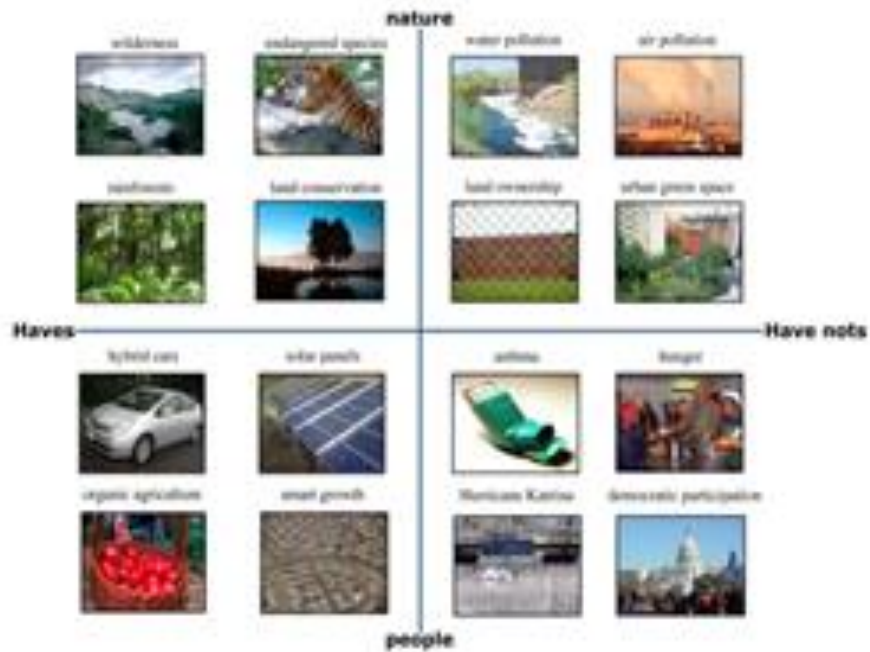 nature
wilderness
endangered species
water pollution
air pollution
rainforests
land conservation
land ownership
urban green space
Haves
Have nots
hybrid cars
solar panels
asthma
hunger
organic agriculture
smart growth
Hurricane Katrina
democratic participation
people